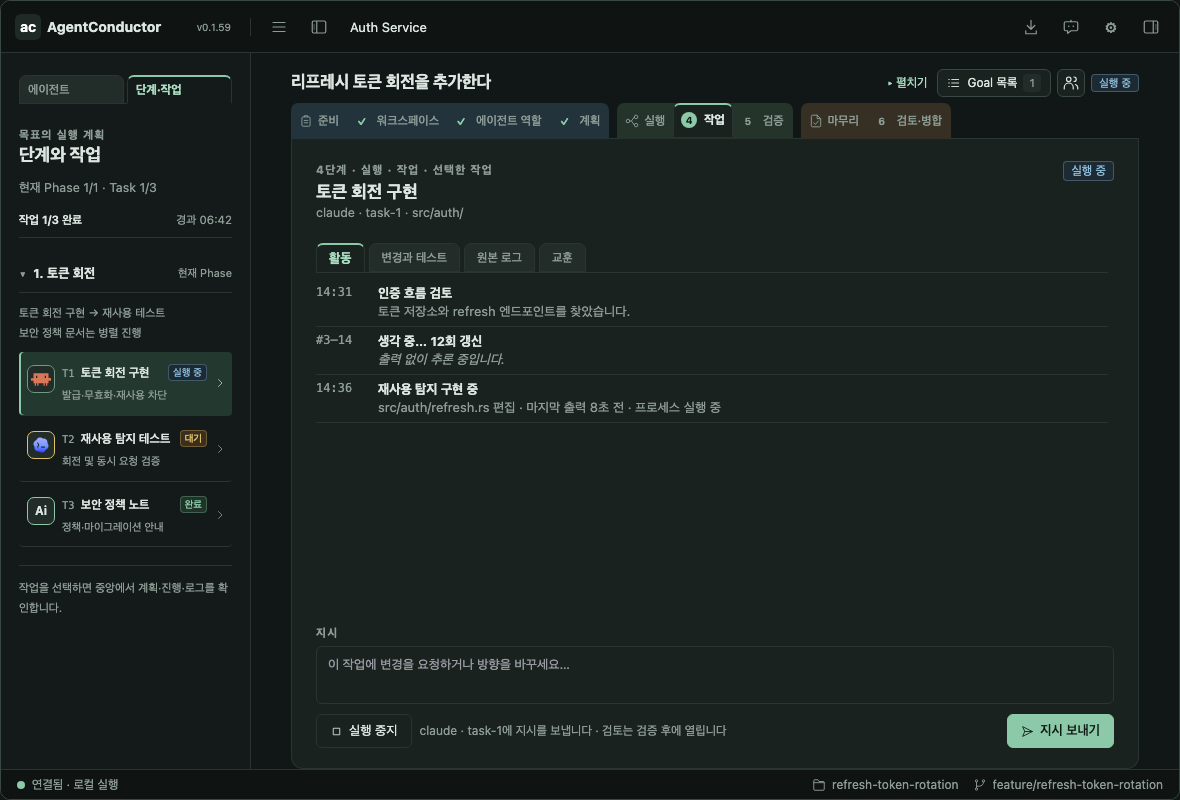 ac AgentConductor v0.1.59 Auth Service
에이전트 단계·작업
목표의 실행 계획
단계와 작업
현재 Phase 1/1 · Task 1/3
작업 1/3 완료 경과 06:42
▾ 1. 토큰 회전 현재 Phase
토큰 회전 구현 → 재사용 테스트
보안 정책 문서는 병렬 진행
T1 토큰 회전 구현 실행 중
발급·무효화·재사용 차단
T2 재사용 탐지 테스트 대기
회전 및 동시 요청 검증
Ai T3 보안 정책 노트 완료
정책·마이그레이션 안내
작업을 선택하면 중앙에서 계획·진행·로그를 확
인합니다.
리프레시 토큰 회전을 추가한다 ▸ 펼치기 Goal 목록 1 실행 중
준비 ✓ 워크스페이스 ✓ 에이전트 역할 ✓ 계획 실행 4 작업 5 검증 마무리 6 검토·병합
4단계 · 실행 · 작업 · 선택한 작업
토큰 회전 구현 실행 중
claude · task-1 · src/auth/
활동 변경과 테스트 원본 로그 교훈
14:31 인증 흐름 검토
토큰 저장소와 refresh 엔드포인트를 찾았습니다.
#3–14 생각 중... 12회 갱신
출력 없이 추론 중입니다.
14:36 재사용 탐지 구현 중
src/auth/refresh.rs 편집 · 마지막 출력 8초 전 · 프로세스 실행 중
지시
이 작업에 변경을 요청하거나 방향을 바꾸세요...
실행 중지 claude · task-1에 지시를 보냅니다 · 검토는 검증 후에 열립니다 지시 보내기
연결됨 · 로컬 실행 refresh-token-rotation feature/refresh-token-rotation